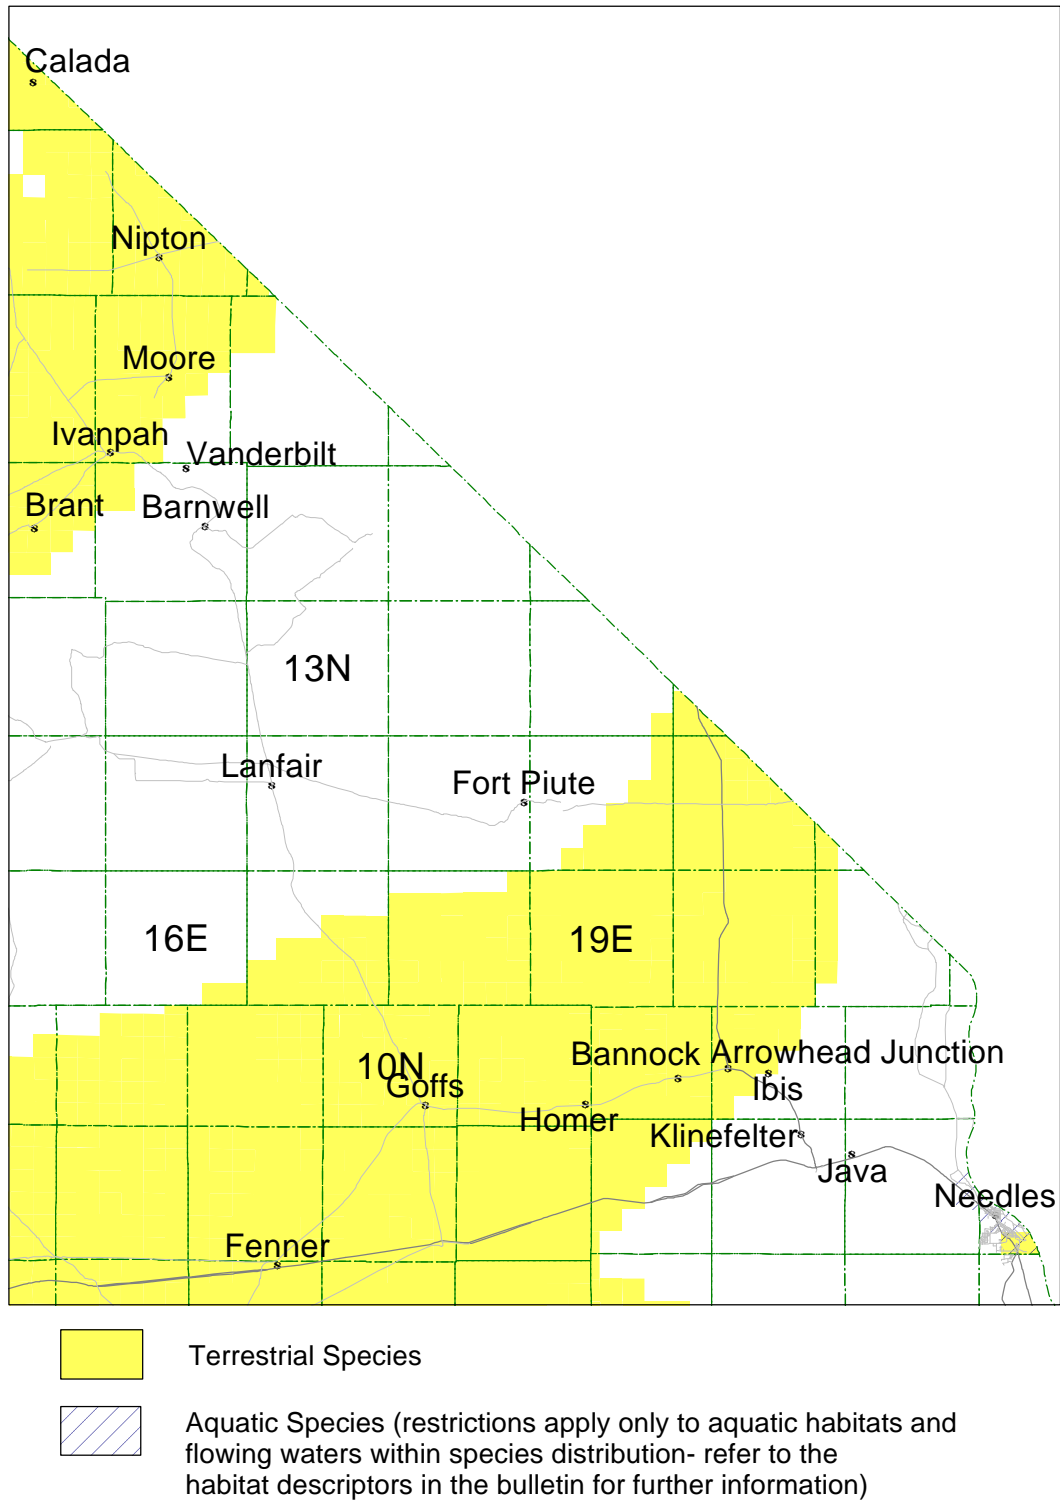 Calada
Nipton
Moore
Ivanpah
Vanderbilt
Brant
Barnwell
13N
Lanfair
Fort Piute
16E
19E
10N
Bannock
Arrowhead Junction
Goffs
Ibis
Homer
Klinefelter
Java
Needles
Fenner
Terrestrial Species
Aquatic Species (restrictions apply only to aquatic habitats and
flowing waters within species distribution- refer to the
habitat descriptors in the bulletin for further information)